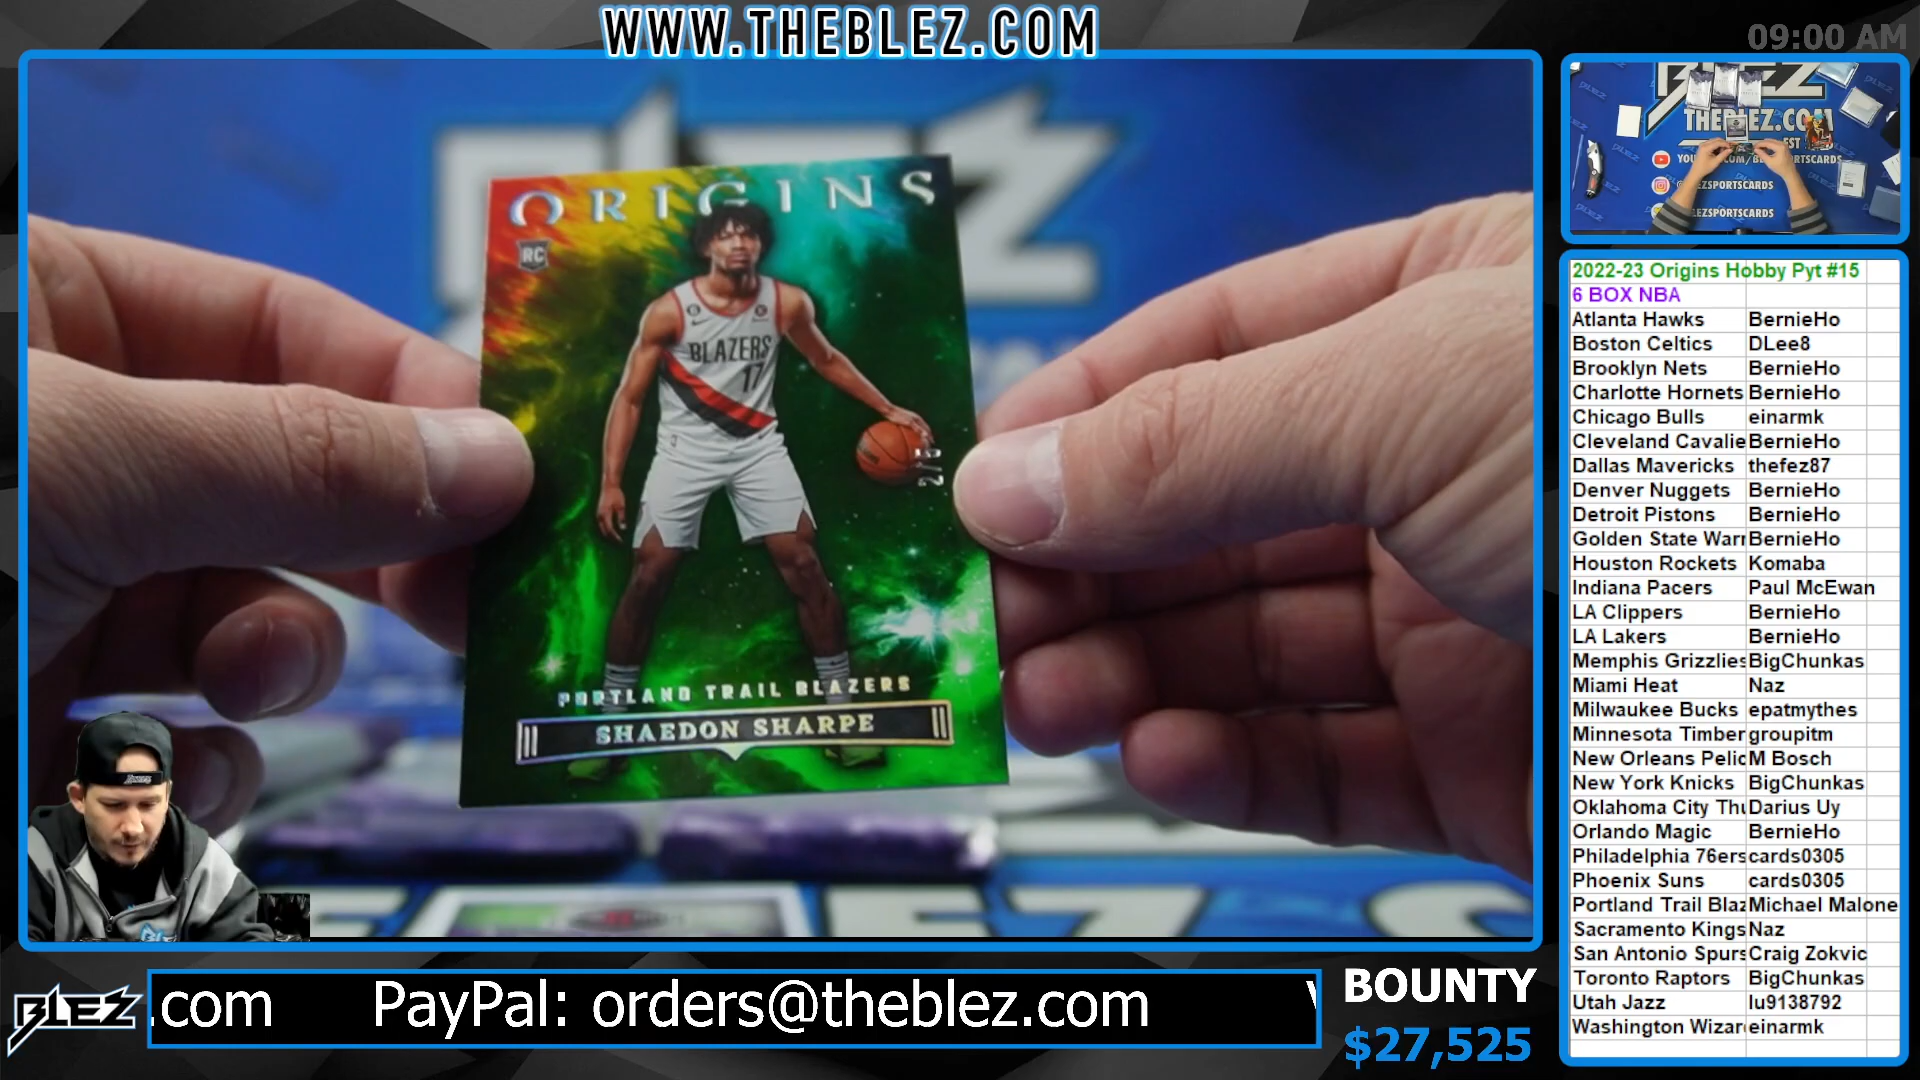 WWW.THEBLEZ.COM
09:00 AM
BLEZ
THEBLEZ.COM
EST
LEZSPORTSCARDS
LEZSPORTSCARDS
ORIGINS
RC
BLAZERS
17
PORTLAND TRAIL BLAZERS
SHAEDON SHARPE
2022-23 Origins Hobby Pyt #15
6 BOX NBA
Atlanta Hawks BernieHo
Boston Celtics DLee8
Brooklyn Nets BernieHo
Charlotte Hornets BernieHo
Chicago Bulls einarmk
Cleveland Cavalie BernieHo
Dallas Mavericks thefez87
Denver Nuggets BernieHo
Detroit Pistons BernieHo
Golden State Warr BernieHo
Houston Rockets Komaba
Indiana Pacers Paul McEwan
LA Clippers BernieHo
LA Lakers BernieHo
Memphis Grizzlies BigChunkas
Miami Heat Naz
Milwaukee Bucks epatmythes
Minnesota Timber groupitm
New Orleans Pelic M Bosch
New York Knicks BigChunkas
Oklahoma City Thu Darius Uy
Orlando Magic BernieHo
Philadelphia 76ers cards0305
Phoenix Suns cards0305
Portland Trail Blaz Michael Malone
Sacramento Kings Naz
San Antonio Spurs Craig Zokvic
Toronto Raptors BigChunkas
Utah Jazz lu9138792
Washington Wizar einarmk
BLEZ
.com PayPal: orders@theblez.com
BOUNTY
$27,525